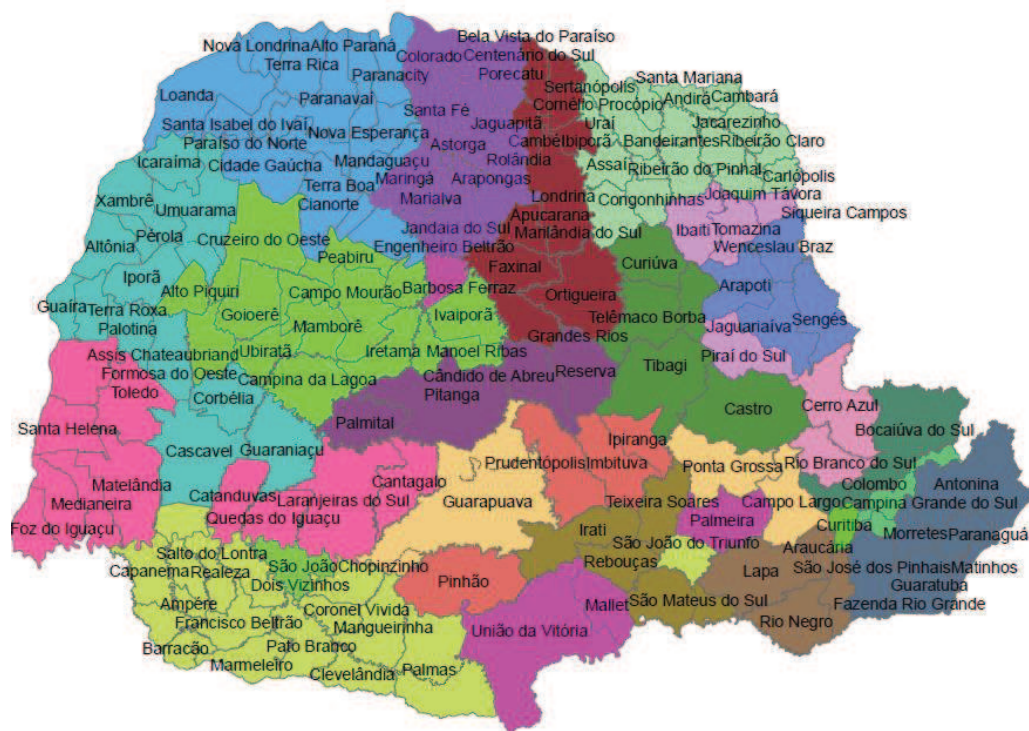 Bela Vista do Paraíso
Nova Londrina Alto Paraná Colorado Centenário do Sul
Terra Rica Paranacity Porecatu
Santa Mariana
Sertanópolis
Loanda Paranavaí Santa Fé Cornélio Procópio Andirá Cambará
Santa Isabel do Ivaí Nova Esperança Jaguapitã Uraí Jacarezinho
Paraíso do Norte Astorga Cambé Ibiporã Bandeirantes Ribeirão Claro
Icaraíma Cidade Gaúcha Mandaguaçu Rolândia Assaí Ribeirão do Pinhal Carlópolis
Xambrê Terra Boa Maringá Arapongas Joaquim Távora
Umuarama Cianorte Marialva Londrina Congonhinhas Siqueira Campos
Pérola Jandaia do Sul Apucarana Ibaiti Tomazina
Altônia Cruzeiro do Oeste Engenheiro Beltrão Marilândia do Sul Wenceslau Braz
Peabiru Faxinal Curiúva
Iporã Alto Piquiri Campo Mourão Barbosa Ferraz Ortigueira Arapoti
Guaíra Terra Roxa Goioerê Ivaiporã Telêmaco Borba Sengés
Palotina Mamborê Grandes Rios Jaguariaíva
Assis Chateaubriand Ubiratã Iretama Manoel Ribas Reserva Tibagi Piraí do Sul
Formosa do Oeste Campina da Lagoa Cândido de Abreu
Toledo Corbélia Pitanga Castro Cerro Azul
Santa Helena Palmital Ipiranga Bocaiúva do Sul
Cascavel Guaraniaçu Prudentópolis Imbituva Ponta Grossa Rio Branco do Sul
Matelândia Cantagalo Colombo Antonina
Medianeira Catanduvas Laranjeiras do Sul Guarapuava Teixeira Soares Campo Largo Campina Grande do Sul
Foz do Iguaçu Quedas do Iguaçu Irati Palmeira Curitiba Morretes Paranaguá
Salto do Lontra São João Chopinzinho São João do Triunfo Araucária
Capanema Realeza Dois Vizinhos Pinhão Rebouças Lapa São José dos Pinhais Matinhos
Ampère Coronel Vivida Mallet São Mateus do Sul Guaratuba
Francisco Beltrão Mangueirinha União da Vitória Rio Negro Fazenda Rio Grande
Barracão Pato Branco
Marmeleiro Clevelândia Palmas